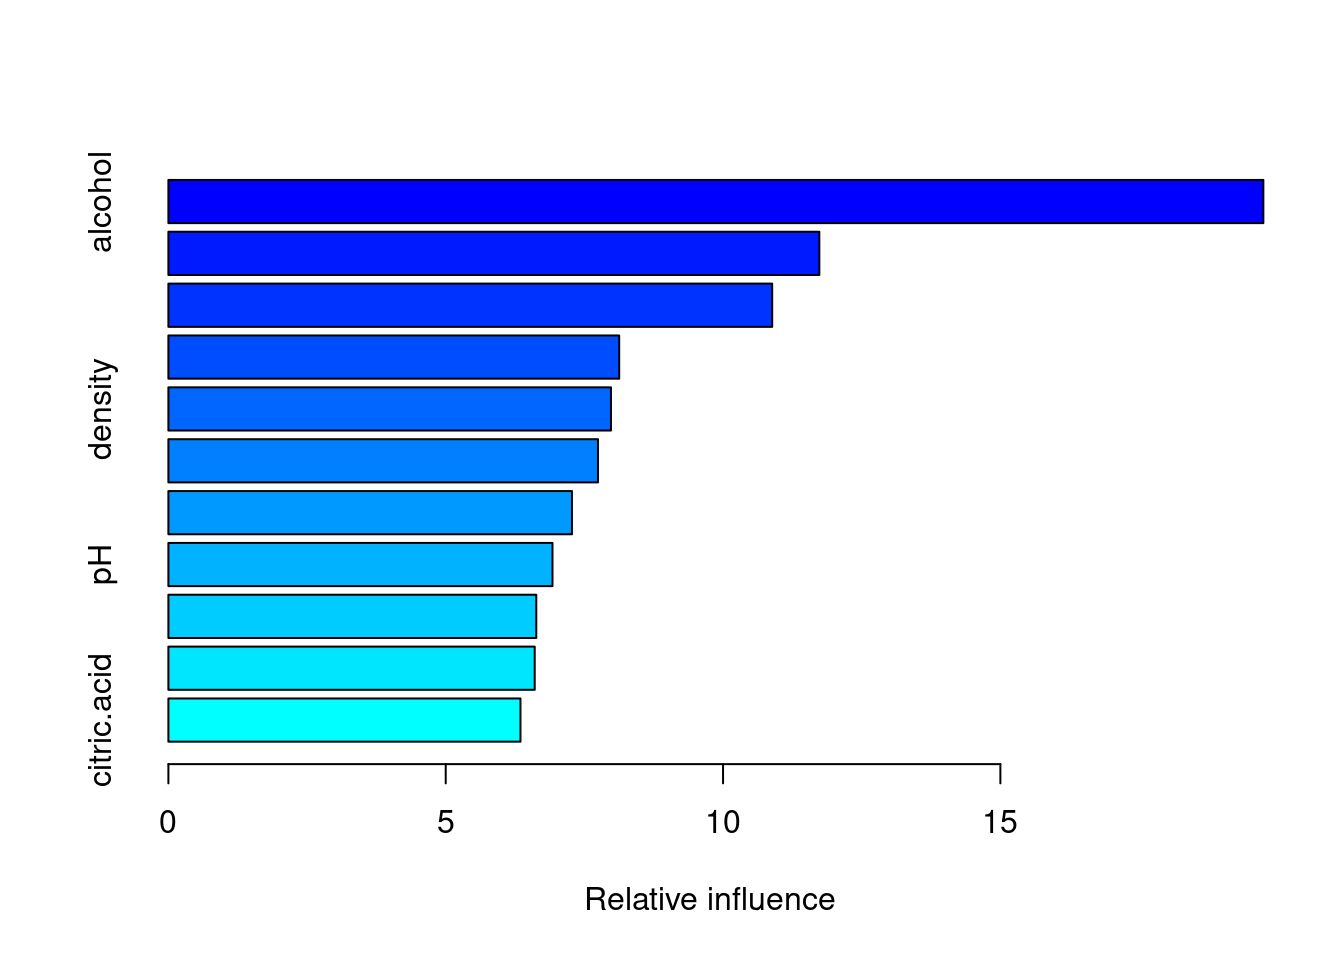 alcohol
density
pH
citric.acid
0 5 10 15
Relative influence